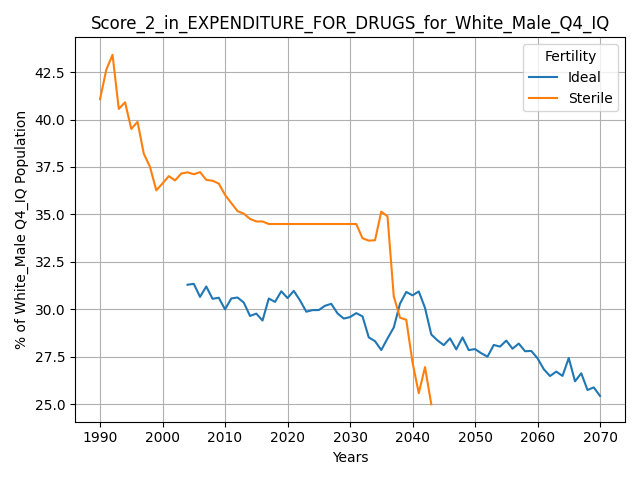 Score_2_in_EXPENDITURE_FOR_DRUGS_for_White_Male_Q4_IQ
Fertility
Ideal
Sterile
% of White_Male Q4_IQ Population
42.5
40.0
37.5
35.0
32.5
30.0
27.5
25.0
1990 2000 2010 2020 2030 2040 2050 2060 2070
Years